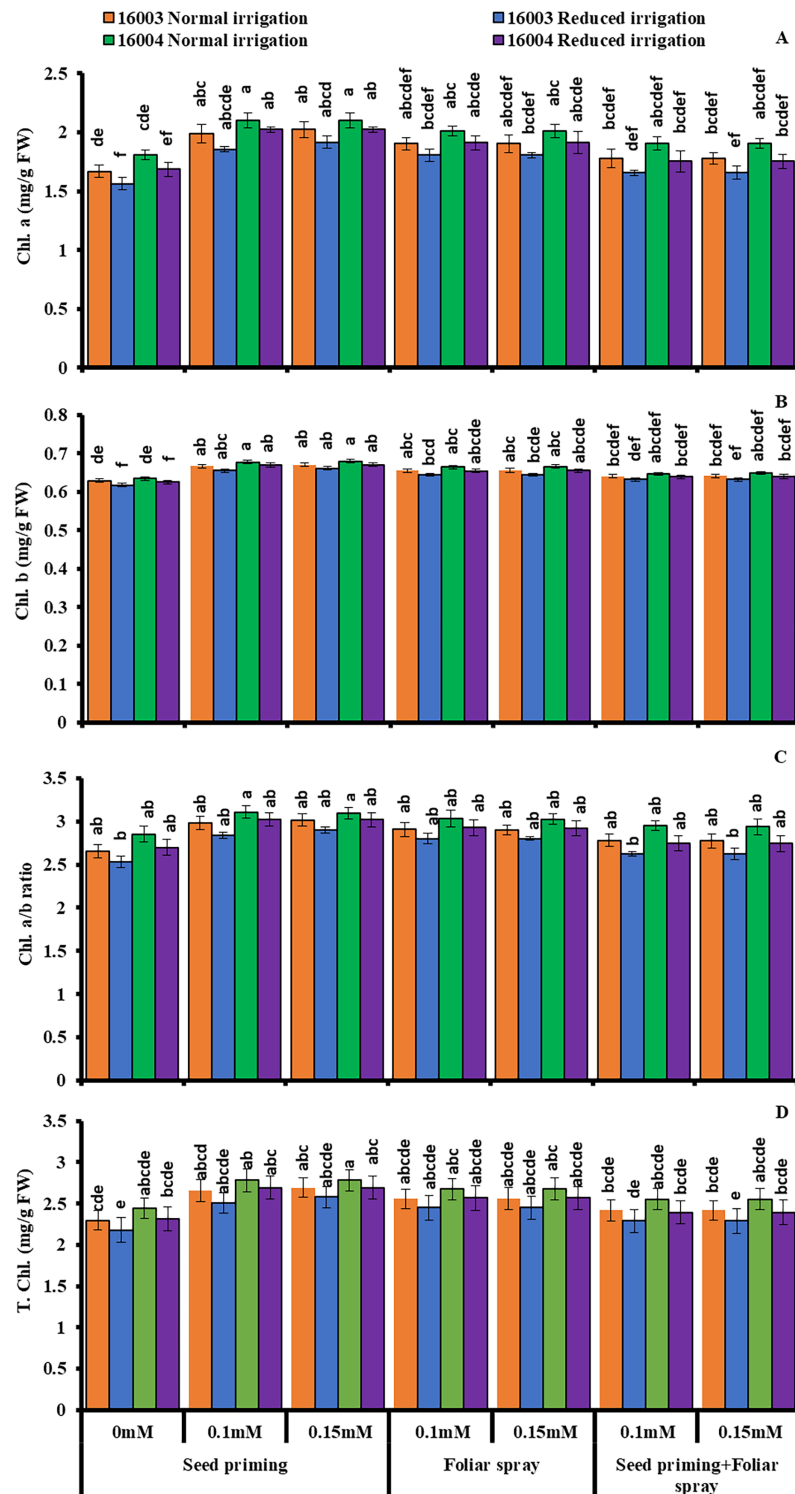 16003 Normal irrigation 16003 Reduced irrigation
16004 Normal irrigation 16004 Reduced irrigation
A
Chl. a (mg/g FW)
2.5
2
1.5
1
0.5
0
de f cde ef abc abcde a ab ab abcd a ab abcdef bcdef abc abcde abcdef bcdef abc abcde bcdef def abcdef bcdef bcdef ef abcdef bcdef
B
Chl. b (mg/g FW)
0.8
0.7
0.6
0.5
0.4
0.3
0.2
0.1
0
de f de f ab abc a ab ab ab a ab abc bcd abc abcde abc bcde abc abcde bcdef def abcdef bcdef bcdef ef abcdef bcdef
C
Chl. a/b ratio
3.5
3
2.5
2
1.5
1
0.5
0
ab b ab ab ab ab a ab ab ab a ab ab ab ab ab ab ab ab ab ab b ab ab ab b ab ab
D
T. Chl. (mg/g FW)
3.5
3
2.5
2
1.5
1
0.5
0
cde e abcde bcde abcd abcde ab abc abcd abcde a abc abcde abcde abc abcde abcde abcde abc abcde bcde de abcde bcde bcde e abcde bcde
0mM 0.1mM 0.15mM 0.1mM 0.15mM 0.1mM 0.15mM
Seed priming Foliar spray Seed priming+Foliar
spray